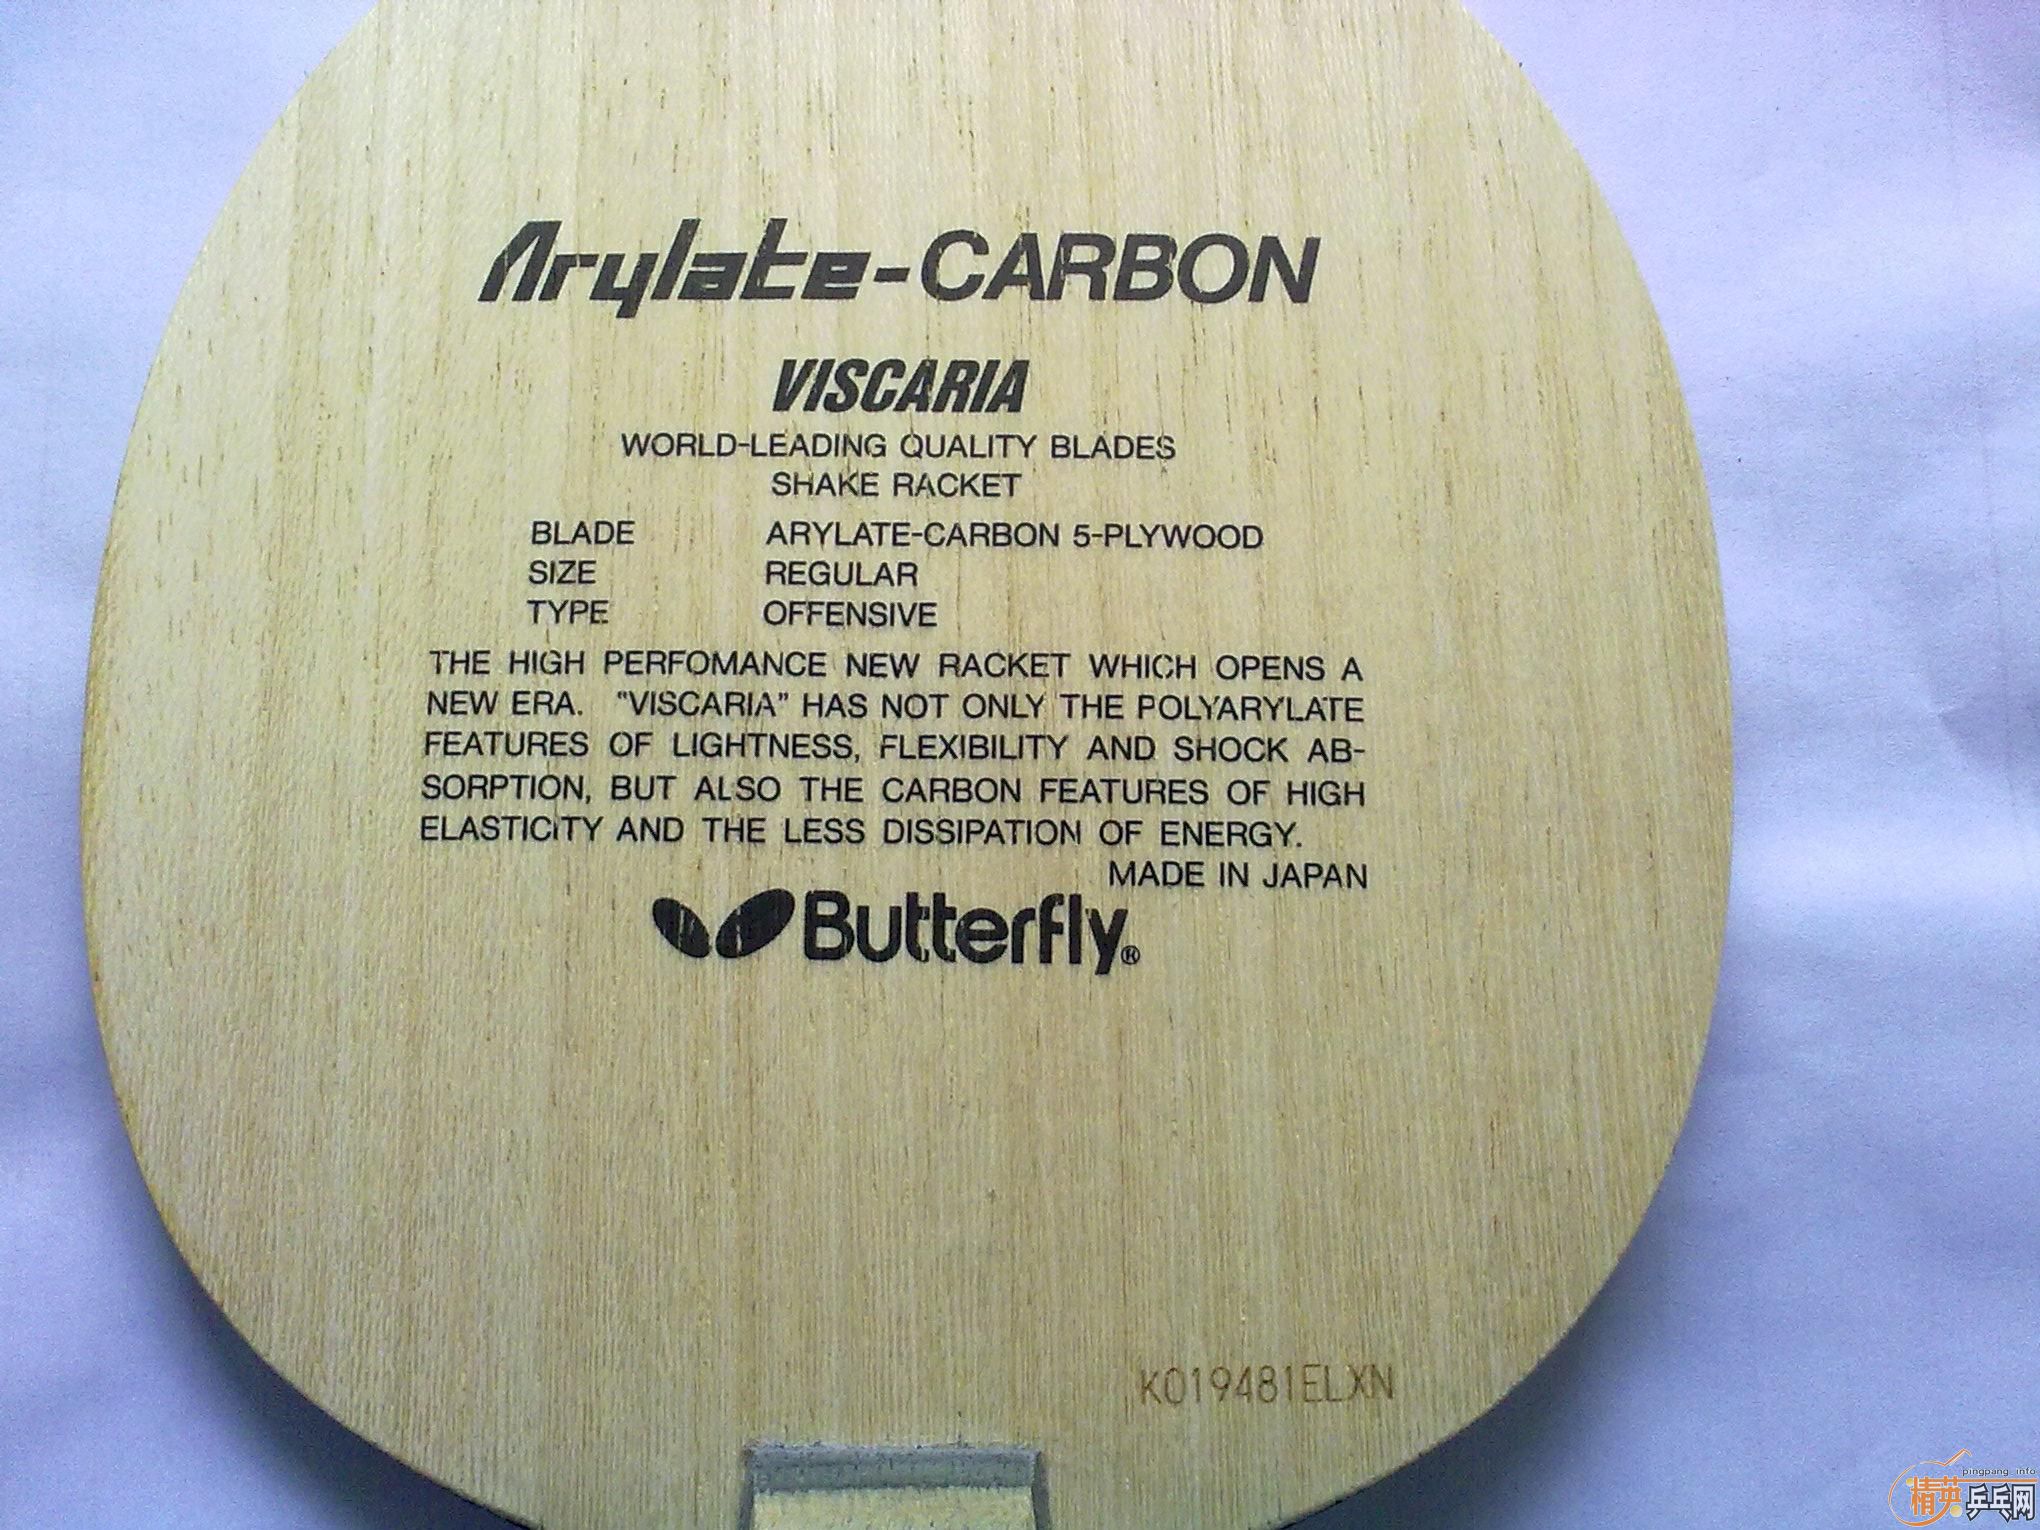 Arylate-CARBON
VISCARIA
WORLD-LEADING QUALITY BLADES
SHAKE RACKET
BLADE ARYLATE-CARBON 5-PLYWOOD
SIZE REGULAR
TYPE OFFENSIVE
THE HIGH PERFOMANCE NEW RACKET WHICH OPENS A
NEW ERA. "VISCARIA" HAS NOT ONLY THE POLYARYLATE
FEATURES OF LIGHTNESS, FLEXIBILITY AND SHOCK AB-
SORPTION, BUT ALSO THE CARBON FEATURES OF HIGH
ELASTICITY AND THE LESS DISSIPATION OF ENERGY.
MADE IN JAPAN
Butterfly®
K019481ELXN
pingpang.info
精英乒乓网